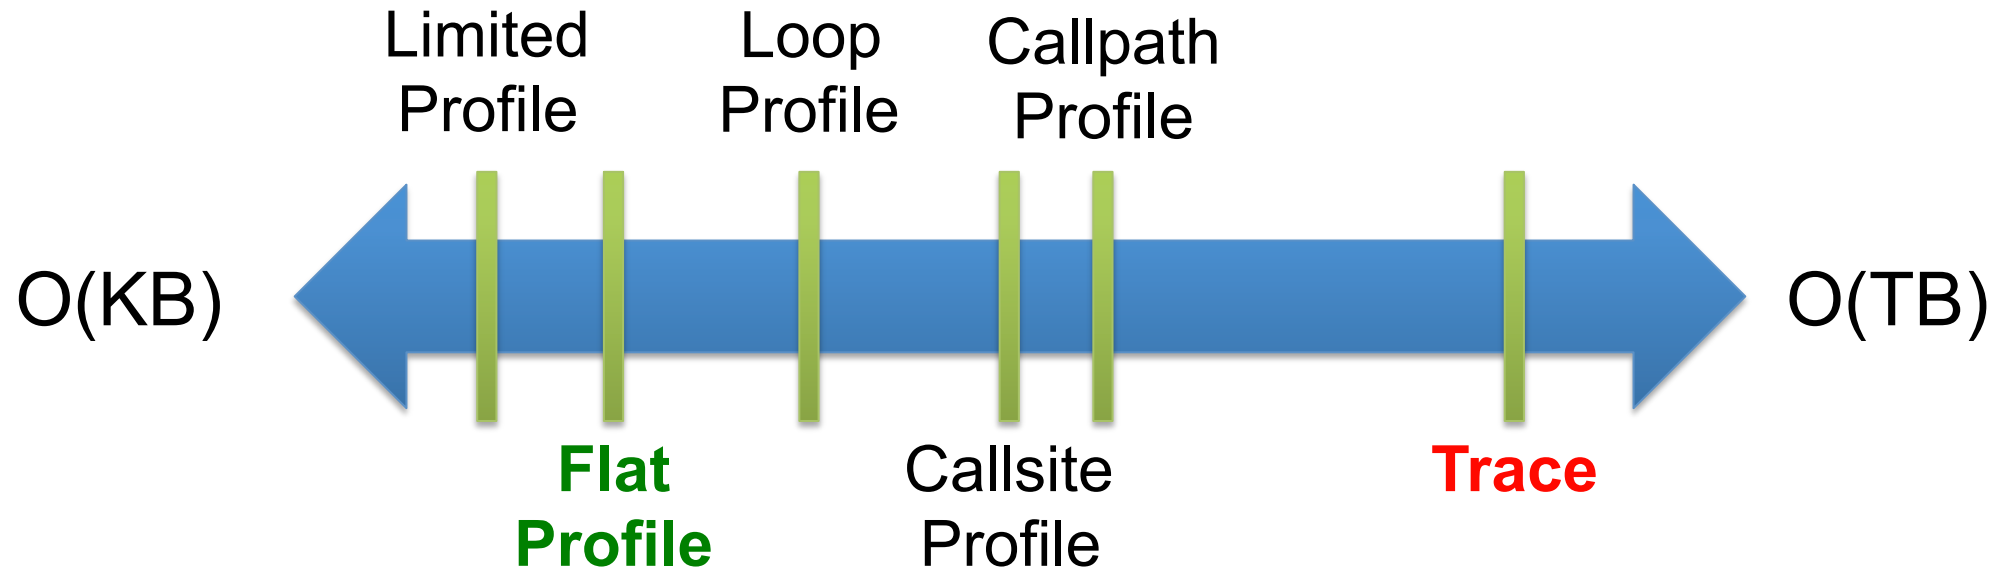 Limited
Profile
Loop
Profile
Callpath
Profile
O(KB)
O(TB)
Flat
Profile
Callsite
Profile
Trace